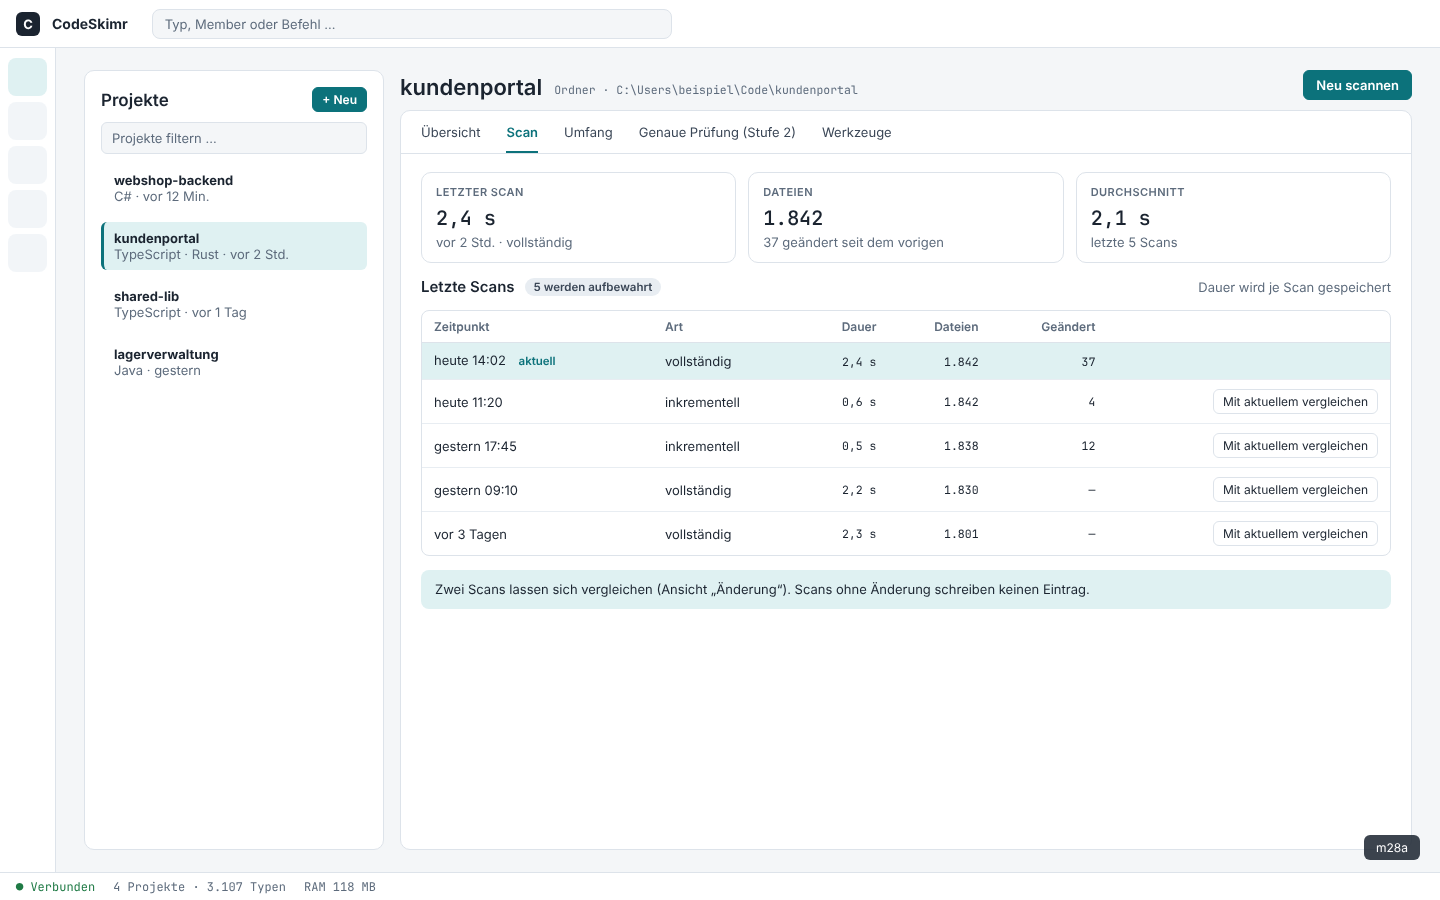 C CodeSkimr Typ, Member oder Befehl ...
Projekte
+ Neu
Projekte filtern ...
webshop-backend
C# · vor 12 Min.
kundenportal
TypeScript · Rust · vor 2 Std.
shared-lib
TypeScript · vor 1 Tag
lagerverwaltung
Java · gestern
kundenportal Ordner · C:\Users\beispiel\Code\kundenportal
Neu scannen
Übersicht Scan Umfang Genaue Prüfung (Stufe 2) Werkzeuge
LETZTER SCAN
2,4 s
vor 2 Std. · vollständig
DATEIEN
1.842
37 geändert seit dem vorigen
DURCHSCHNITT
2,1 s
letzte 5 Scans
Letzte Scans 5 werden aufbewahrt Dauer wird je Scan gespeichert
Zeitpunkt Art Dauer Dateien Geändert
heute 14:02 aktuell vollständig 2,4 s 1.842 37
heute 11:20 inkrementell 0,6 s 1.842 4 Mit aktuellem vergleichen
gestern 17:45 inkrementell 0,5 s 1.838 12 Mit aktuellem vergleichen
gestern 09:10 vollständig 2,2 s 1.830 – Mit aktuellem vergleichen
vor 3 Tagen vollständig 2,3 s 1.801 – Mit aktuellem vergleichen
Zwei Scans lassen sich vergleichen (Ansicht „Änderung“). Scans ohne Änderung schreiben keinen Eintrag.
m28a
Verbunden 4 Projekte · 3.107 Typen RAM 118 MB